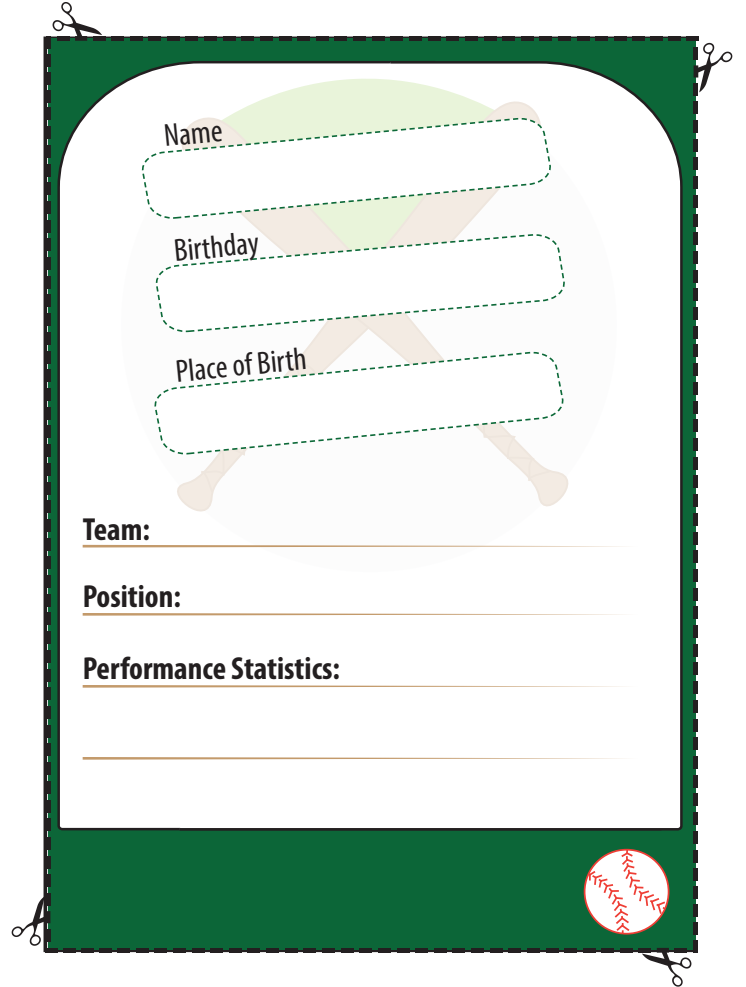 Name
Birthday
Place of Birth
Team:
Position:
Performance Statistics: